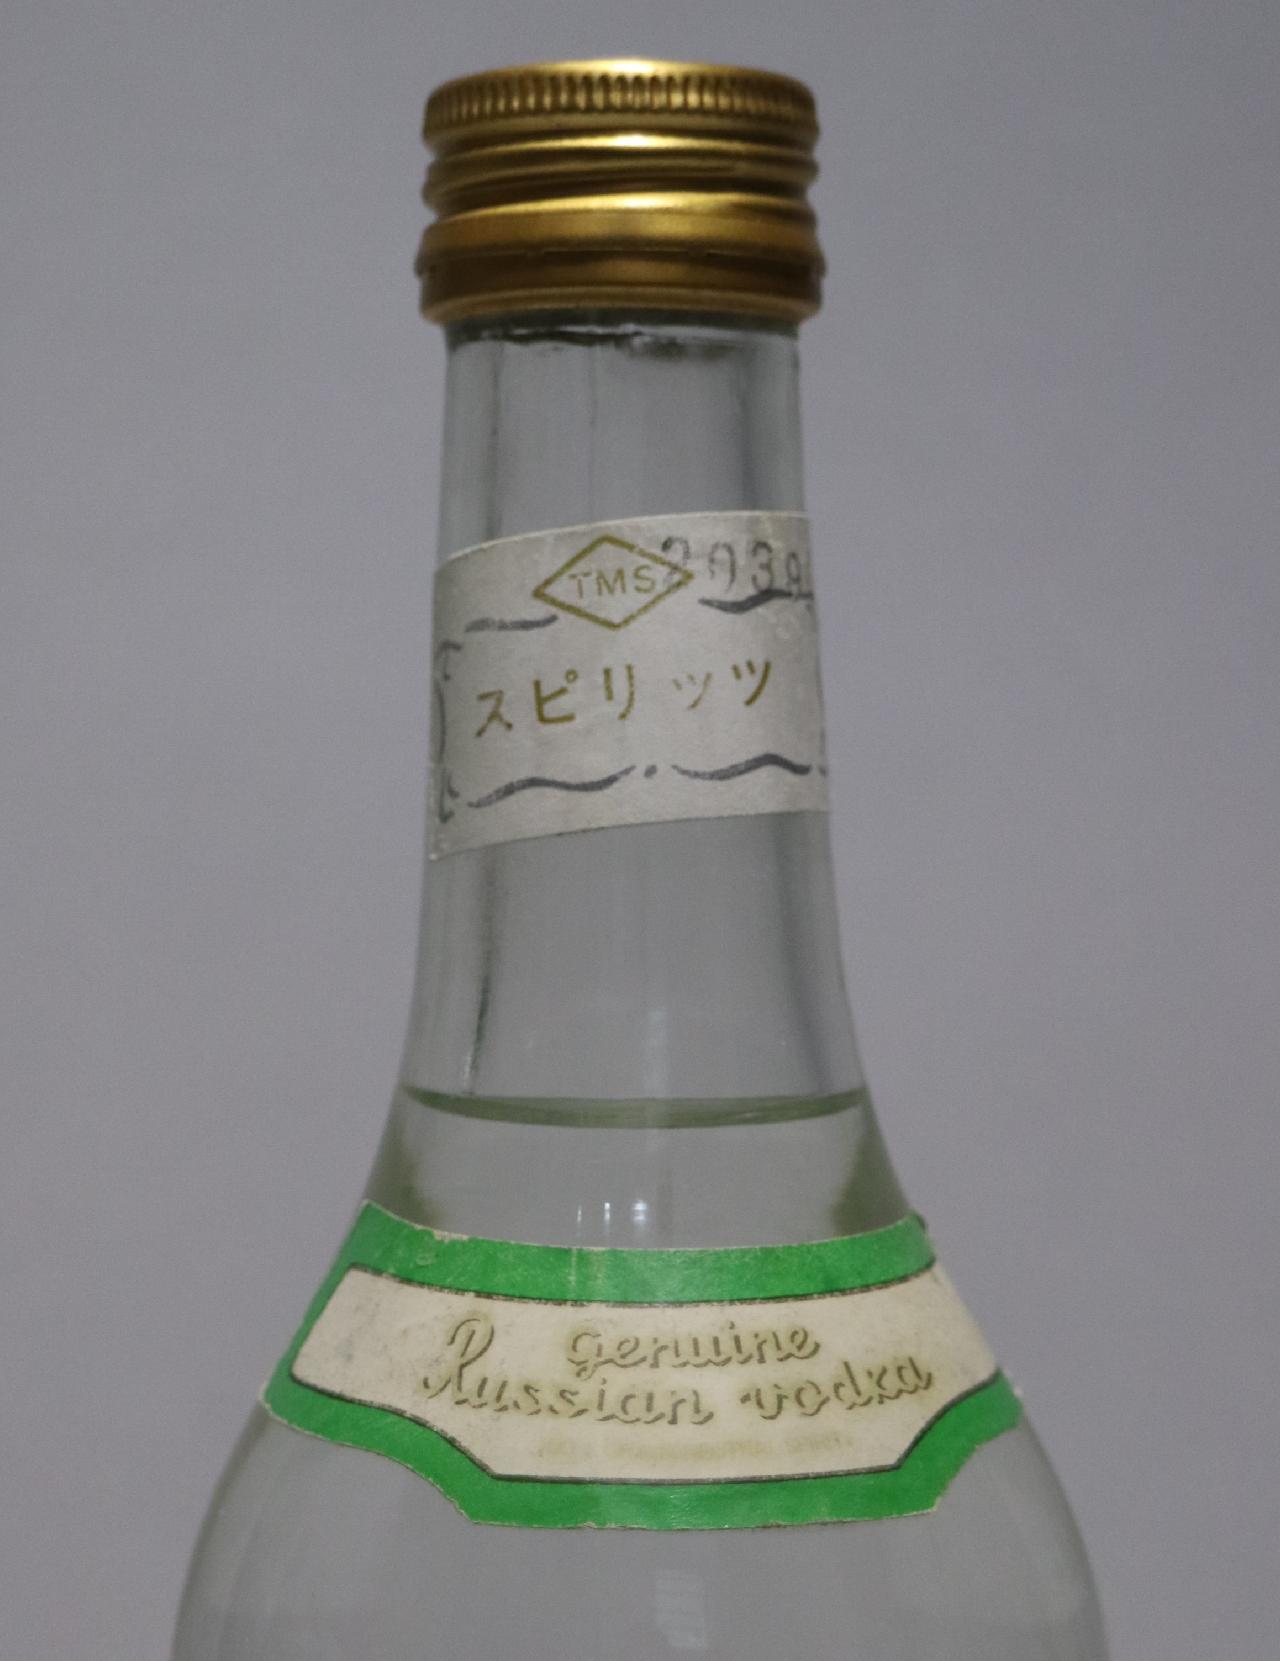 TMS
スピリッツ
genuine
Russian vodka